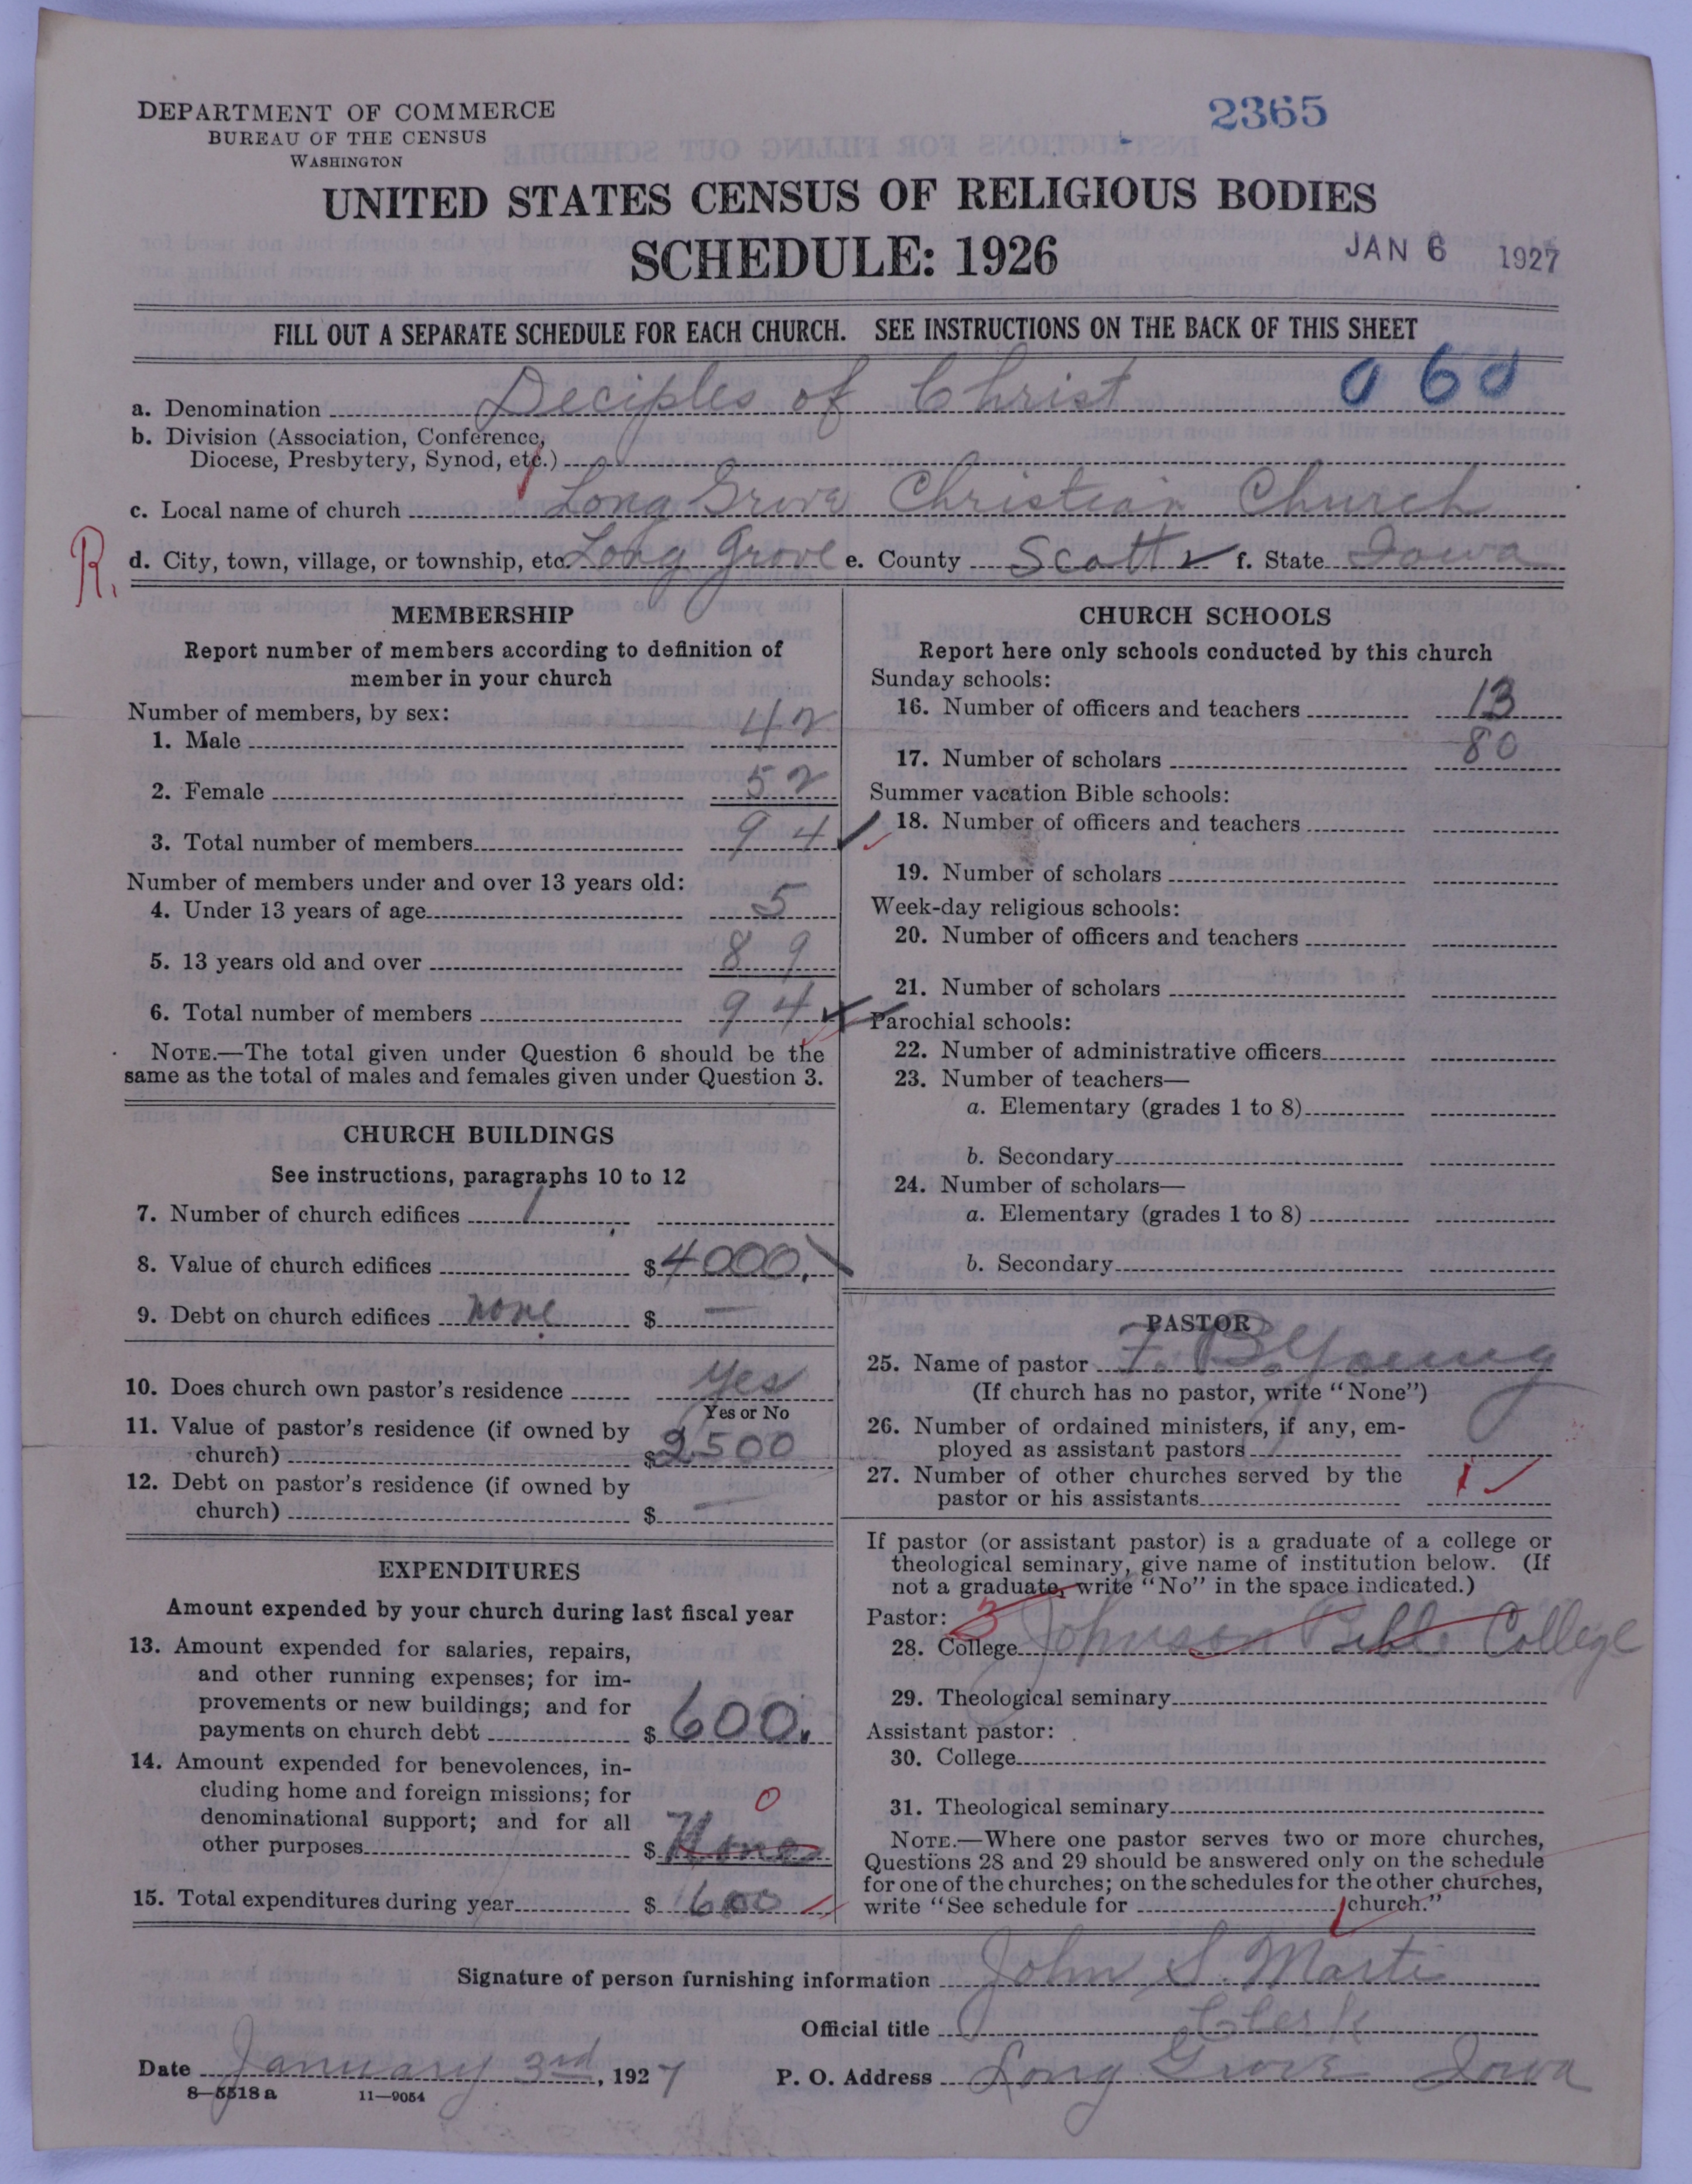 DEPARTMENT OF COMMERCE
BUREAU OF THE CENSUS
WASHINGTON
2365
UNITED STATES CENSUS OF RELIGIOUS BODIES
SCHEDULE: 1926
JAN 6 1927
FILL OUT A SEPARATE SCHEDULE FOR EACH CHURCH. SEE INSTRUCTIONS ON THE BACK OF THIS SHEET
060
a. Denomination Deciples of Christ
b. Division (Association, Conference,
Diocese, Presbytery, Synod, etc.)
c. Local name of church Long Grove Christian Church
R.
d. City, town, village, or township, etc. Long Grove e. County Scott f. State Iowa
MEMBERSHIP
Report number of members according to definition of
member in your church
Number of members, by sex:
1. Male 42
2. Female 52
3. Total number of members 94
Number of members under and over 13 years old:
4. Under 13 years of age 5
5. 13 years old and over 89
6. Total number of members 94
NOTE.—The total given under Question 6 should be the
same as the total of males and females given under Question 3.
CHURCH BUILDINGS
See instructions, paragraphs 10 to 12
7. Number of church edifices 1
8. Value of church edifices $4000.
9. Debt on church edifices none $ —
10. Does church own pastor's residence Yes
Yes or No
11. Value of pastor's residence (if owned by
church) $2500
12. Debt on pastor's residence (if owned by
church) $ —
EXPENDITURES
Amount expended by your church during last fiscal year
13. Amount expended for salaries, repairs,
and other running expenses; for im-
provements or new buildings; and for
payments on church debt $600.
14. Amount expended for benevolences, in-
cluding home and foreign missions; for
denominational support; and for all
0
other purposes $ None
15. Total expenditures during year $ 600
CHURCH SCHOOLS
Report here only schools conducted by this church
Sunday schools:
16. Number of officers and teachers 13
17. Number of scholars 80
Summer vacation Bible schools:
18. Number of officers and teachers
19. Number of scholars
Week-day religious schools:
20. Number of officers and teachers
21. Number of scholars
Parochial schools:
22. Number of administrative officers
23. Number of teachers—
a. Elementary (grades 1 to 8)
b. Secondary
24. Number of scholars—
a. Elementary (grades 1 to 8)
b. Secondary
PASTOR
25. Name of pastor F. B. Young
(If church has no pastor, write "None")
26. Number of ordained ministers, if any, em-
ployed as assistant pastors
27. Number of other churches served by the
pastor or his assistants 1
If pastor (or assistant pastor) is a graduate of a college or
theological seminary, give name of institution below. (If
not a graduate, write "No" in the space indicated.)
Pastor: 3
28. College Johnson Bible College
29. Theological seminary
Assistant pastor:
30. College
31. Theological seminary
NOTE.—Where one pastor serves two or more churches,
Questions 28 and 29 should be answered only on the schedule
for one of the churches; on the schedules for the other churches,
write "See schedule for church."
Signature of person furnishing information John S. Marti
Official title Clerk
Date January 3rd, 1927 P. O. Address Long Grove Iowa
8—5518a 11—9054